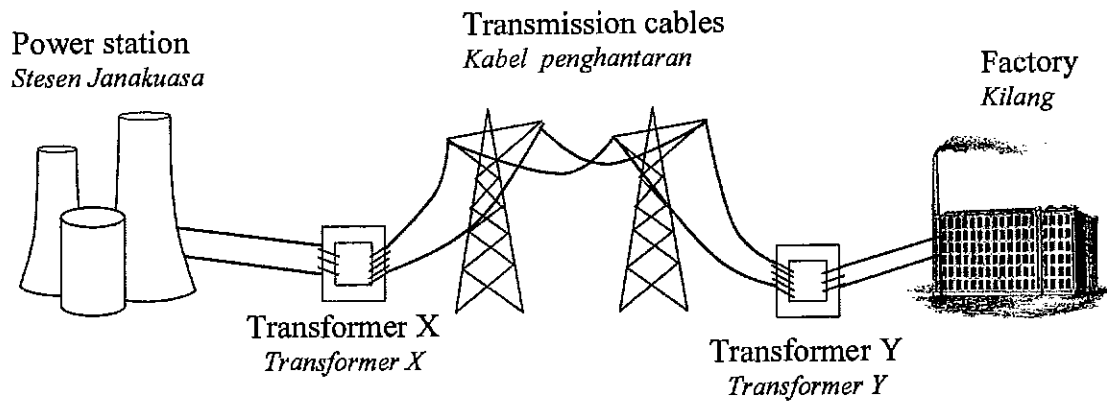 Power station
Stesen Janakuasa
Transmission cables
Kabel penghantaran
Factory
Kilang
Transformer X
Transformer X
Transformer Y
Transformer Y